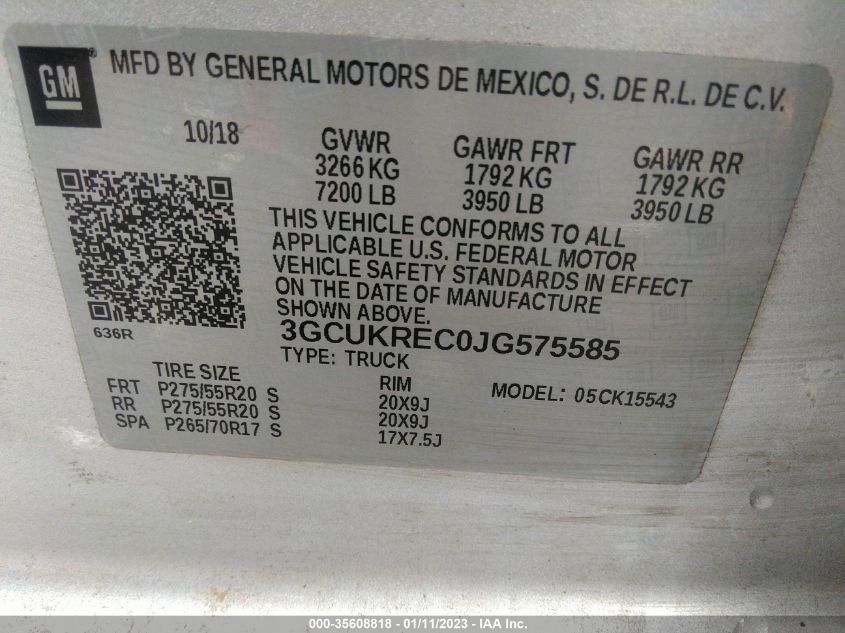 GM
®
MFD BY GENERAL MOTORS DE MEXICO, S. DE R.L. DE C.V.
10/18
GVWR
3266 KG
7200 LB
GAWR FRT
1792 KG
3950 LB
GAWR RR
1792 KG
3950 LB
THIS VEHICLE CONFORMS TO ALL
APPLICABLE U.S. FEDERAL MOTOR
VEHICLE SAFETY STANDARDS IN EFFECT
ON THE DATE OF MANUFACTURE
SHOWN ABOVE.
636R
3GCUKREC0JG575585
TYPE: TRUCK
MODEL: 05CK15543
TIRE SIZE RIM
FRT P275/55R20 S 20X9J
RR P275/55R20 S 20X9J
SPA P265/70R17 S 17X7.5J
000-35608818 - 01/11/2023 - IAA Inc.